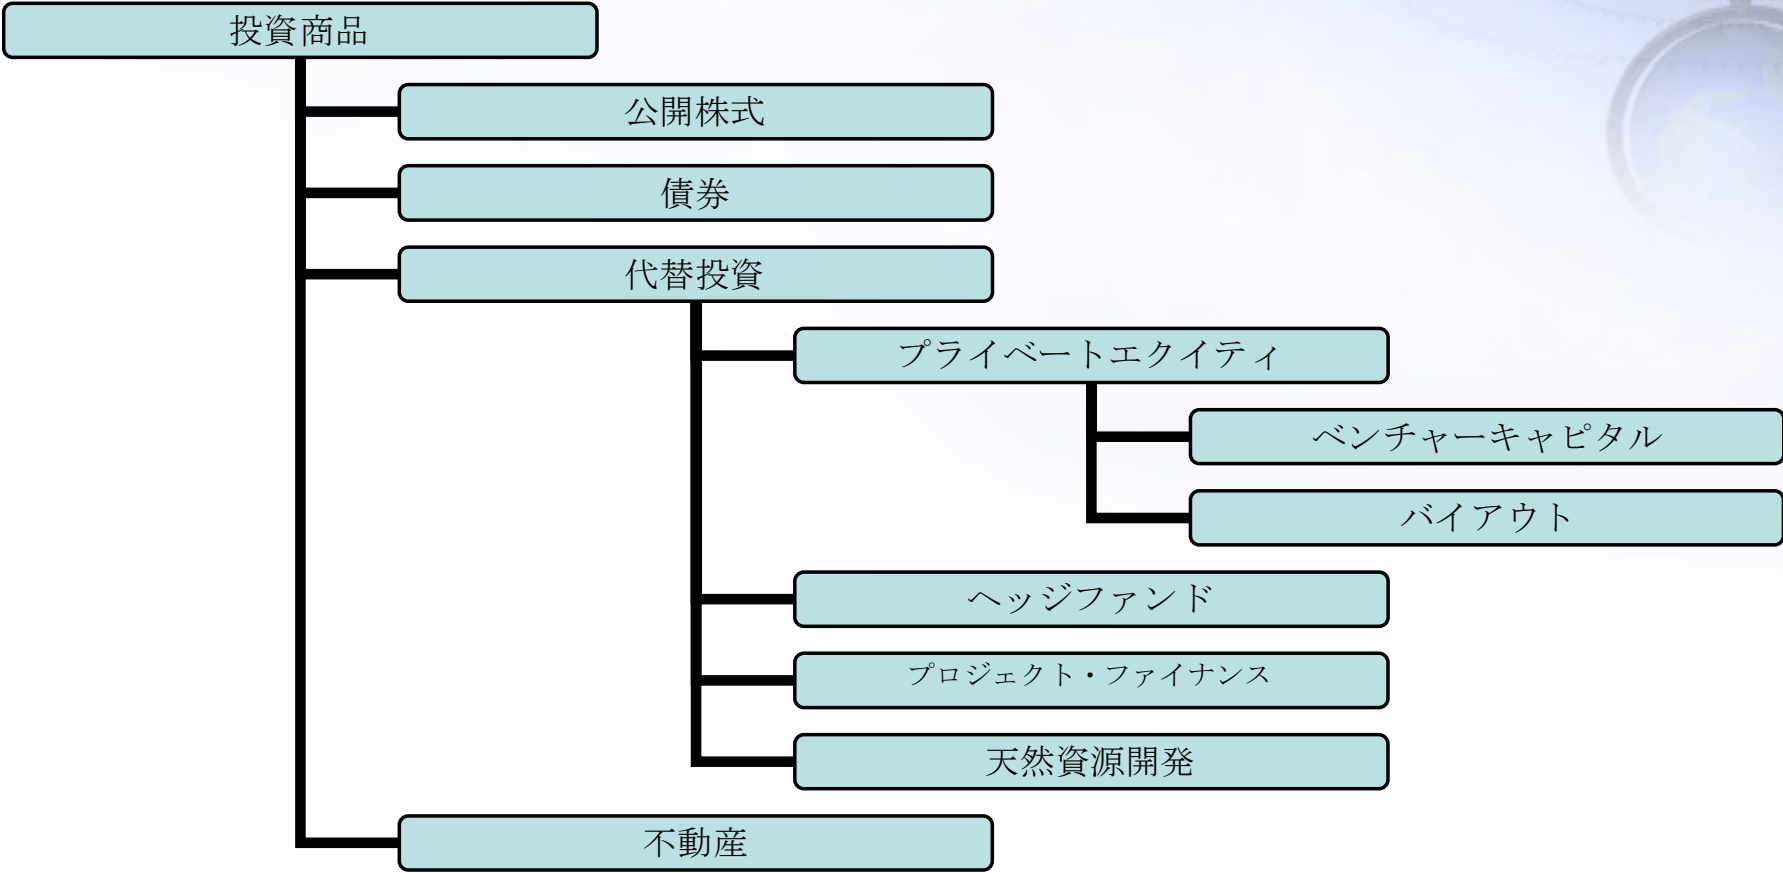 投資商品
公開株式
債券
代替投資
プライベートエクイティ
ベンチャーキャピタル
バイアウト
ヘッジファンド
プロジェクト・ファイナンス
天然資源開発
不動産